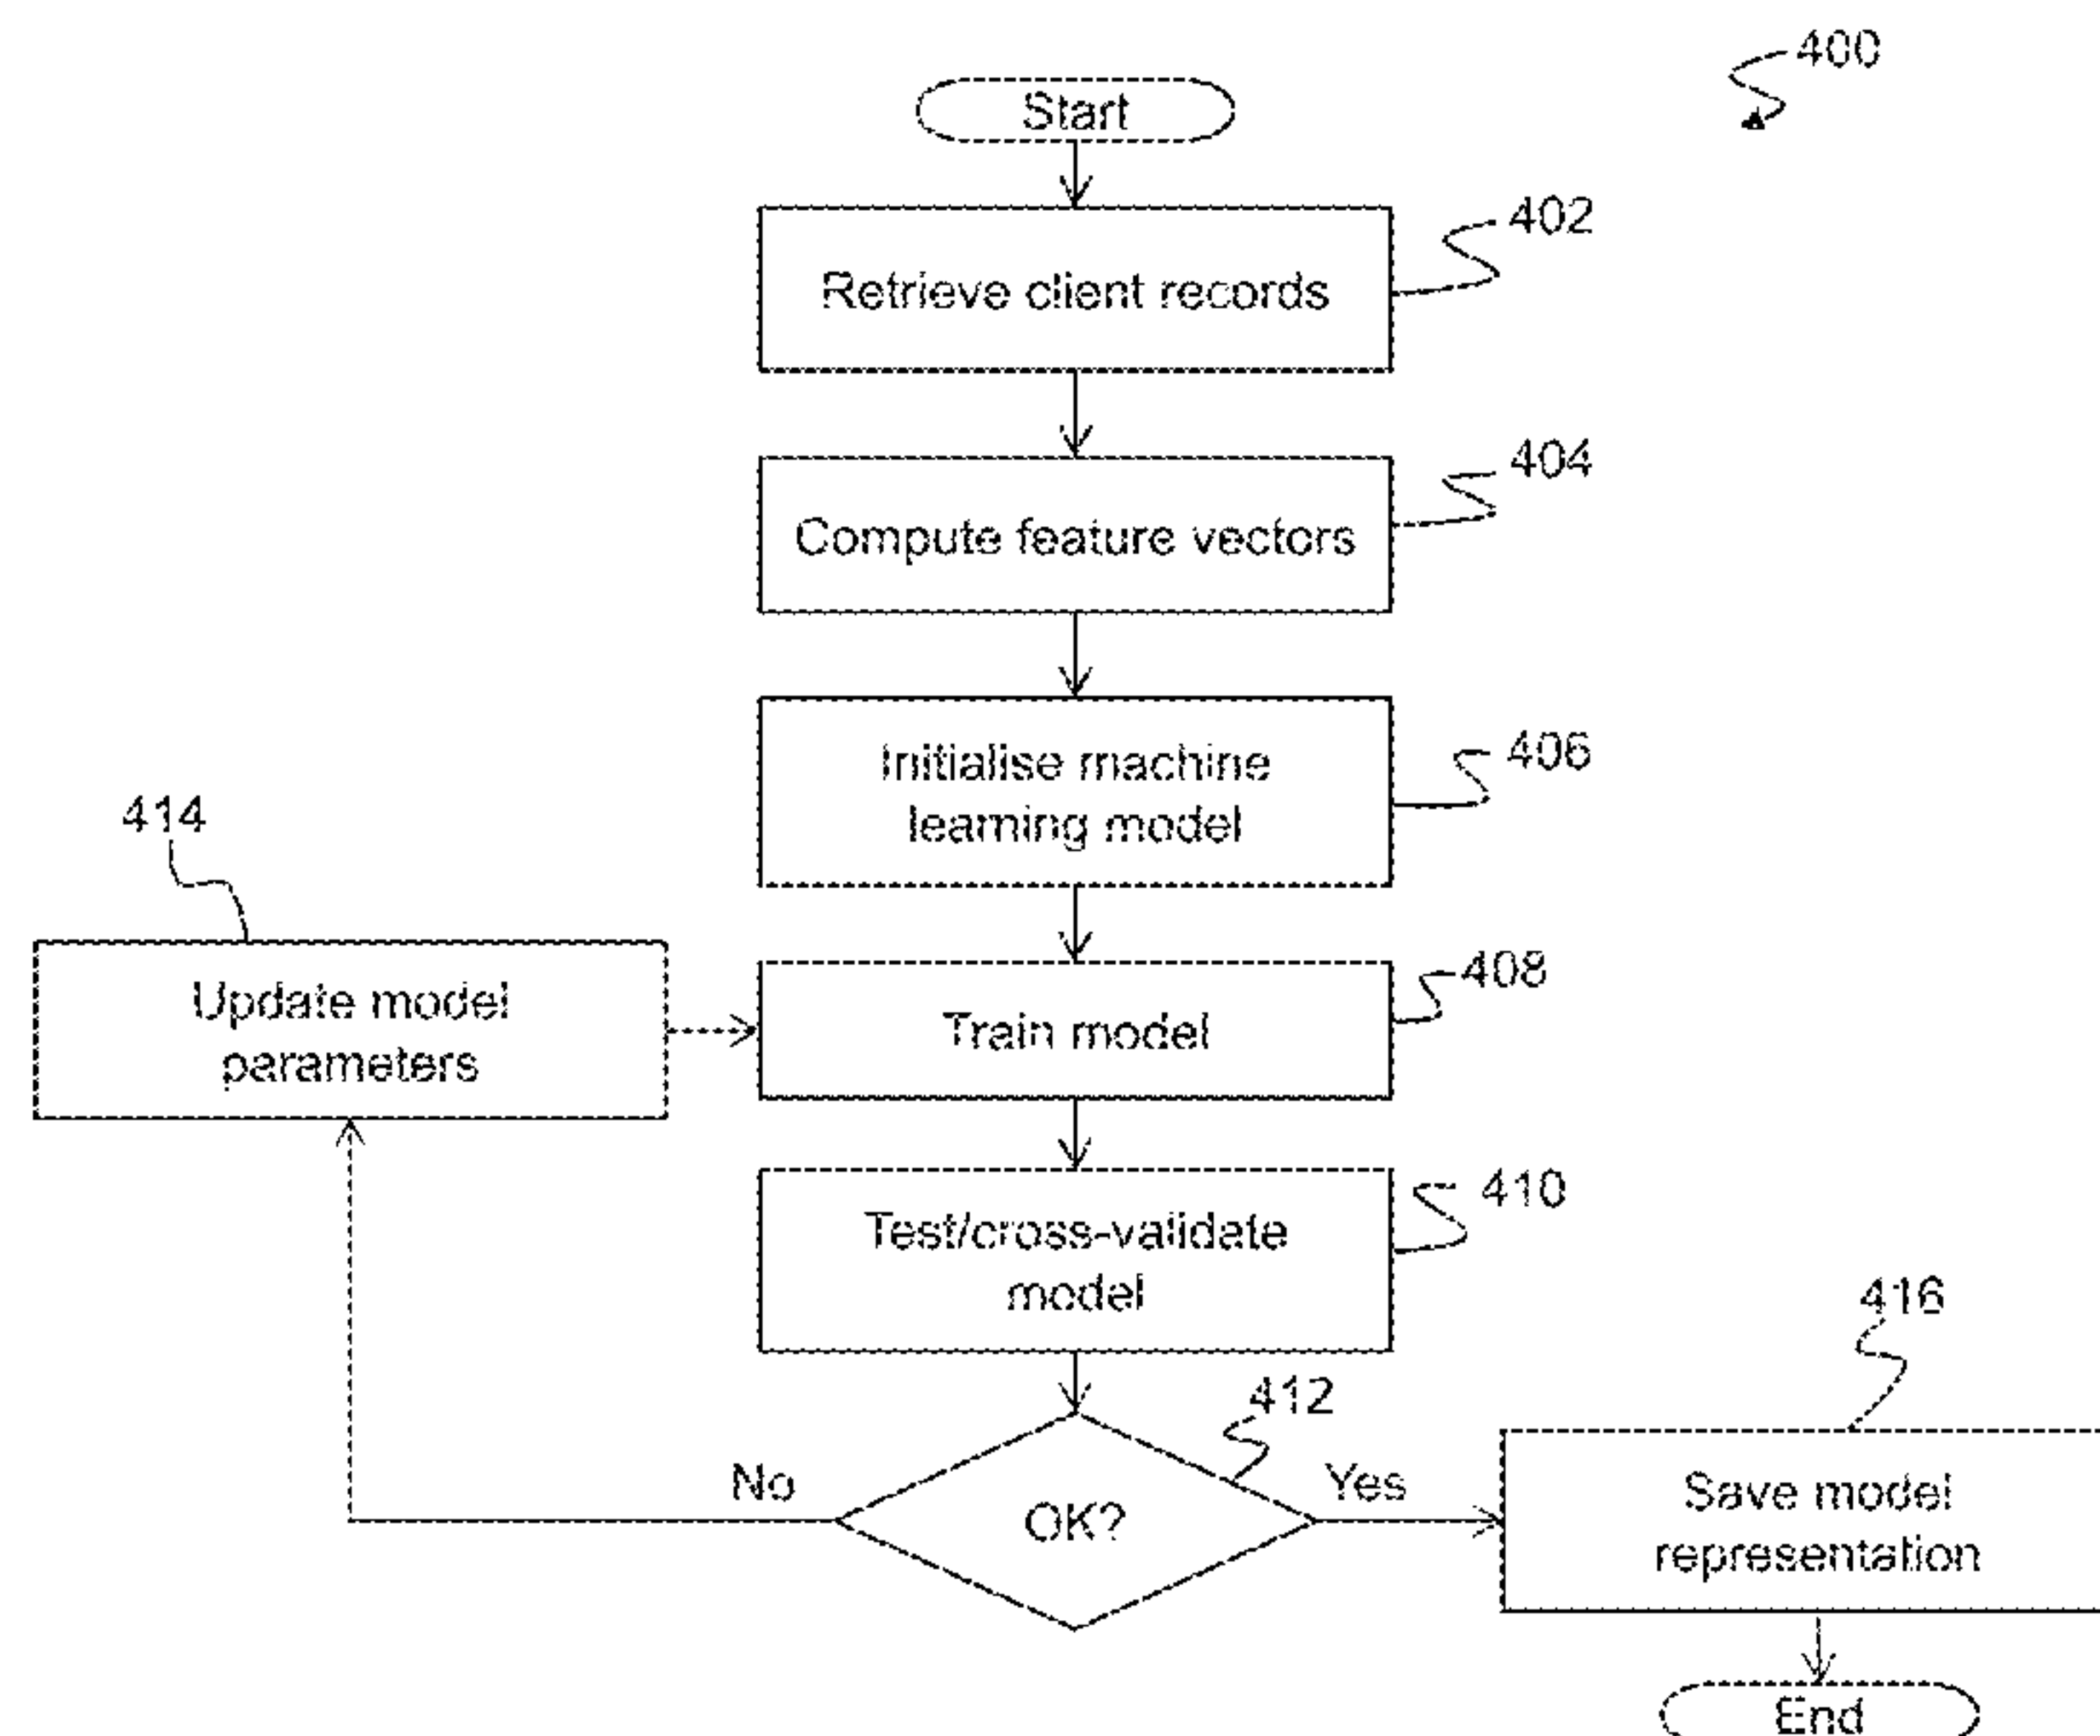 400
Start
402
Retrieve client records
404
Compute feature vectors
406
Initialise machine
learning model
414
408
Update model
parameters
Train model
410
Test/cross-validate
model
416
412
No
Yes
OK?
Save model
representation
End